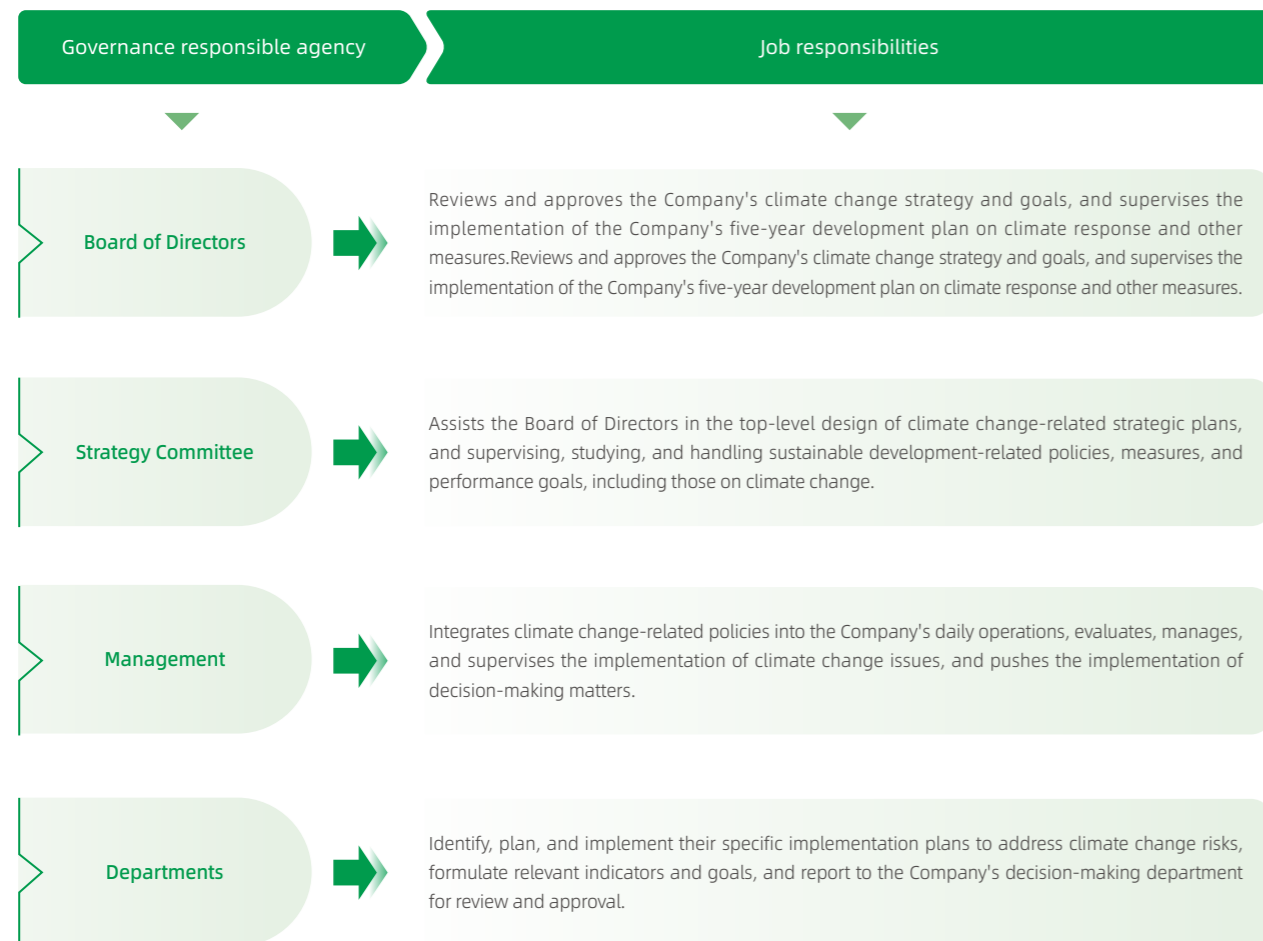 Governance responsible agency
Job responsibilities
Board of Directors
Reviews and approves the Company's climate change strategy and goals, and supervises the
implementation of the Company's five-year development plan on climate response and other
measures.Reviews and approves the Company's climate change strategy and goals, and supervises the
implementation of the Company's five-year development plan on climate response and other measures.
Strategy Committee
Assists the Board of Directors in the top-level design of climate change-related strategic plans,
and supervising, studying, and handling sustainable development-related policies, measures, and
performance goals, including those on climate change.
Management
Integrates climate change-related policies into the Company's daily operations, evaluates, manages,
and supervises the implementation of climate change issues, and pushes the implementation of
decision-making matters.
Departments
Identify, plan, and implement their specific implementation plans to address climate change risks,
formulate relevant indicators and goals, and report to the Company's decision-making department
for review and approval.